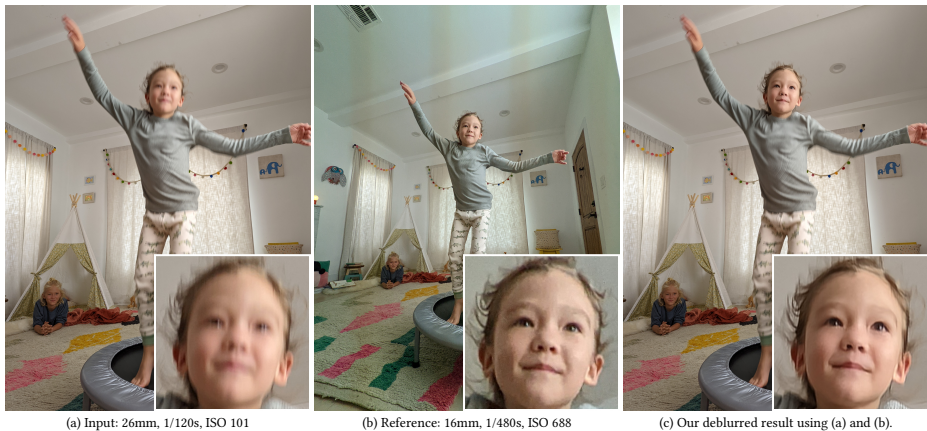 (a) Input: 26mm, 1/120s, ISO 101
(b) Reference: 16mm, 1/480s, ISO 688
(c) Our deblurred result using (a) and (b).